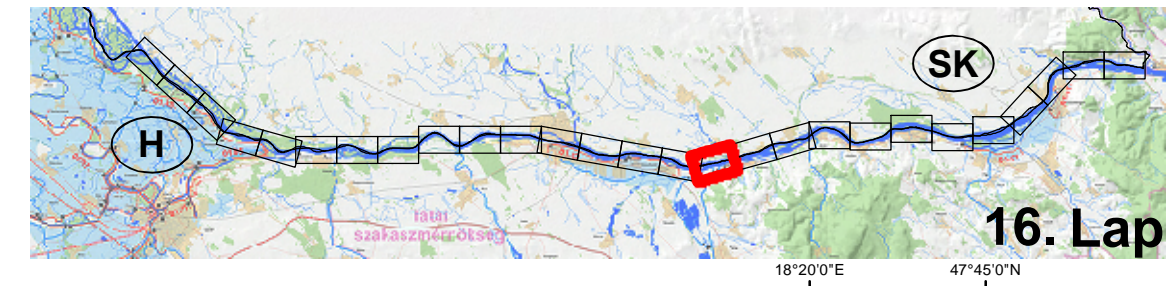 SK
H
tatai
szakaszmérnökség
16. Lap
18°20'0"E
47°45'0"N